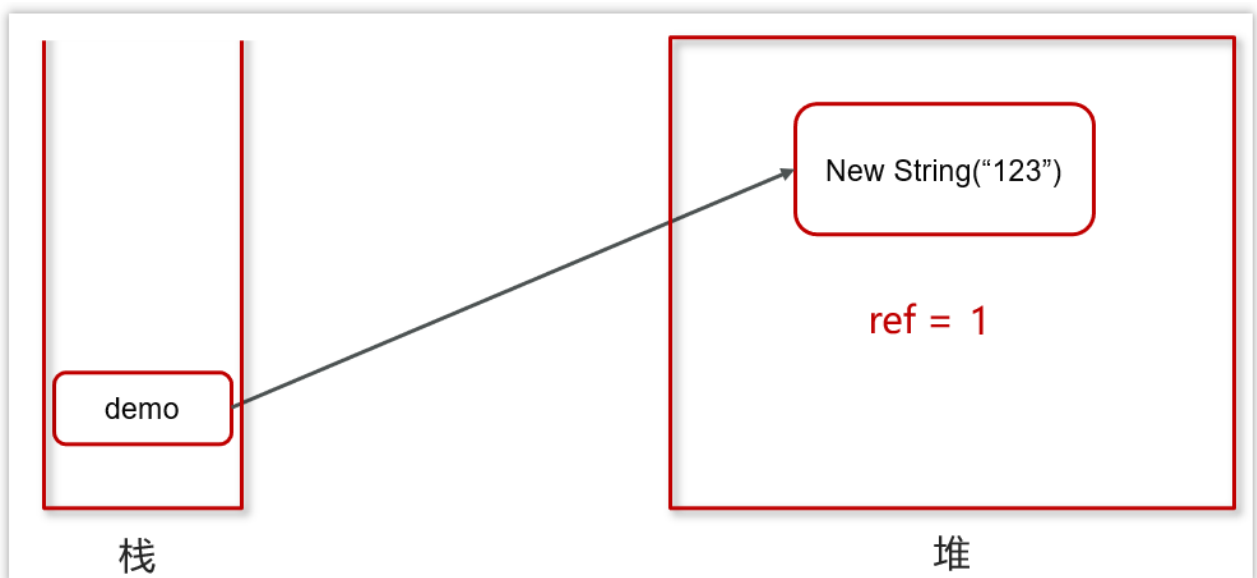 New String(“123”)
ref = 1
demo
栈
堆